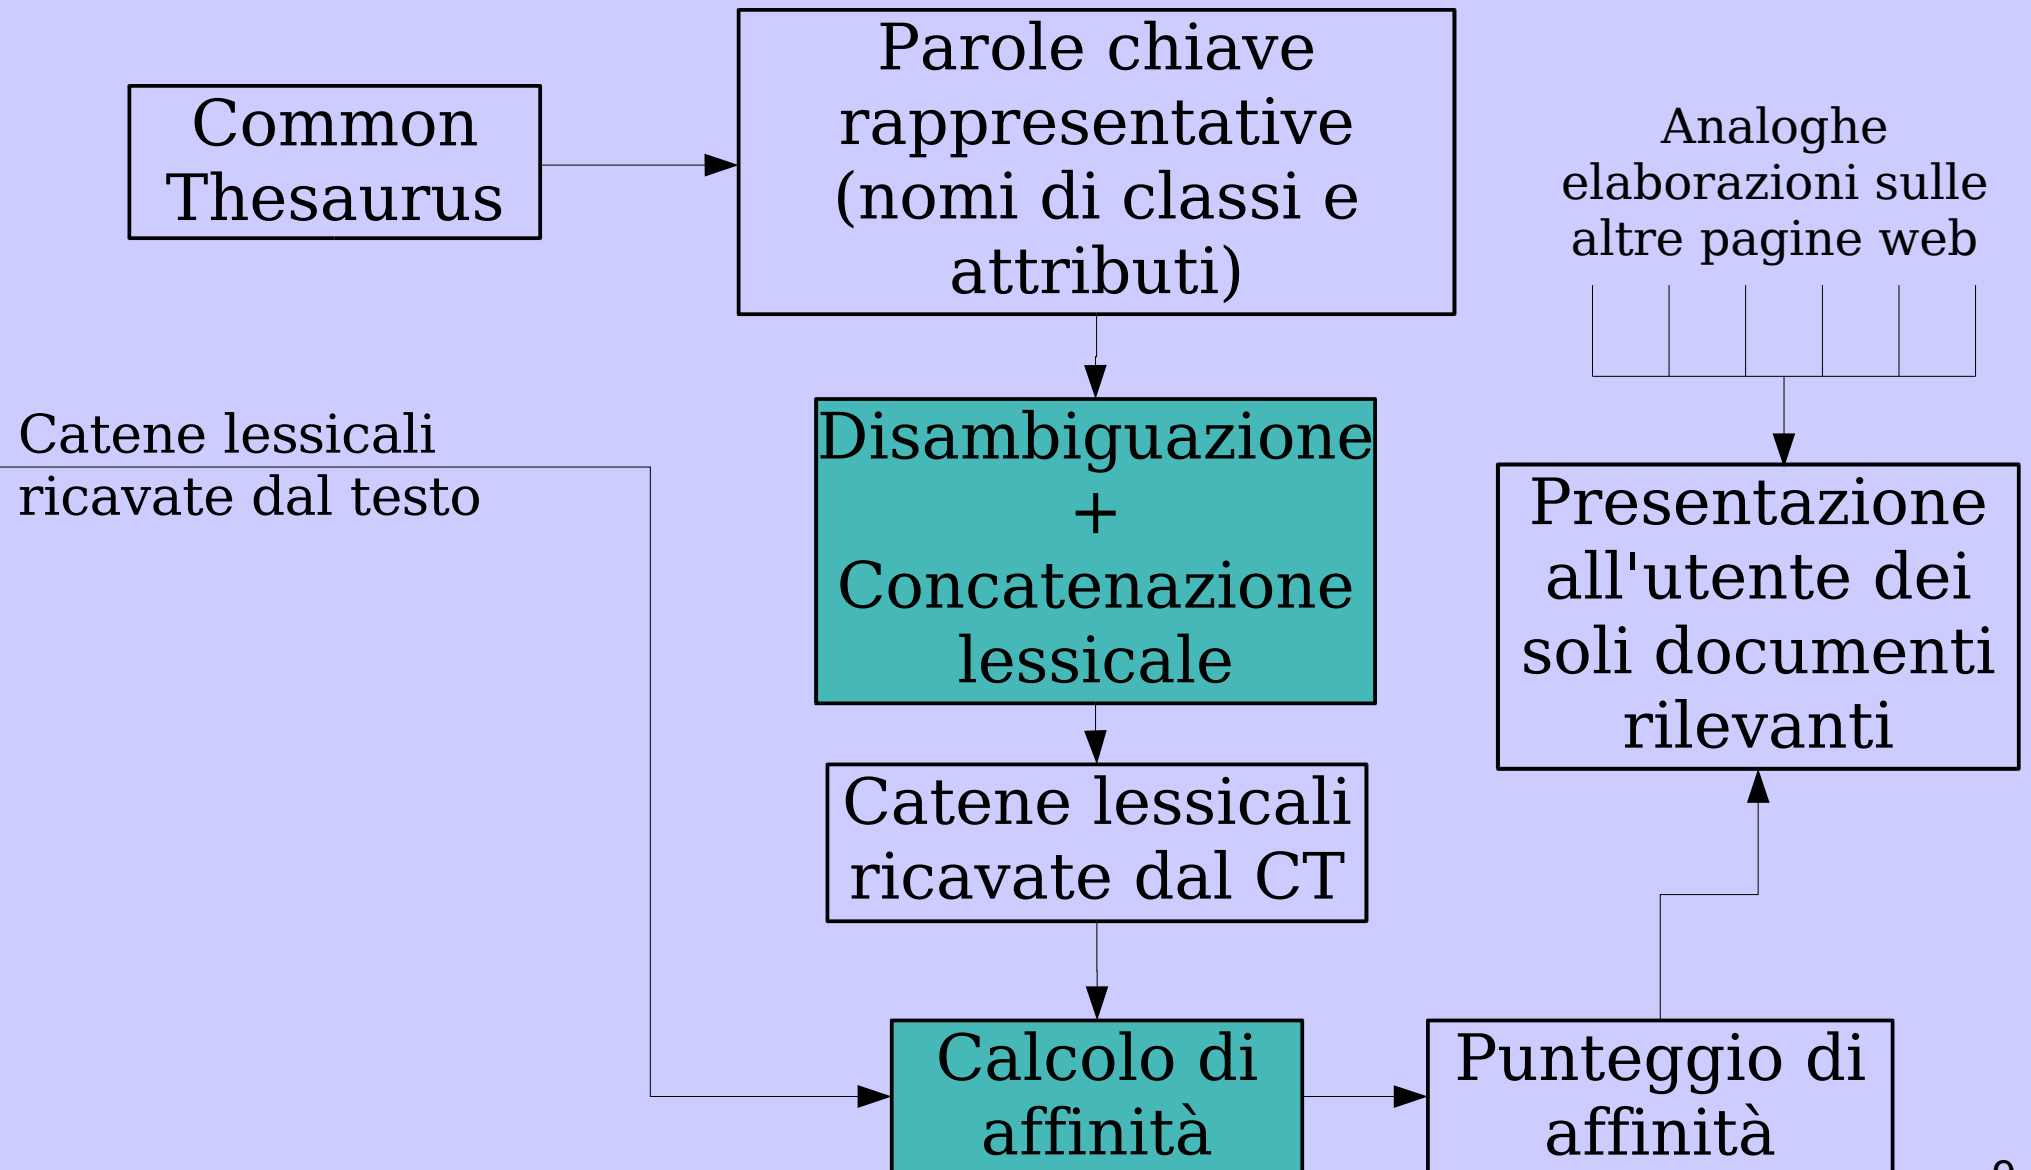 Common
Thesaurus
Parole chiave
rappresentative
(nomi di classi e
attributi)
Analoghe
elaborazioni sulle
altre pagine web
Catene lessicali
ricavate dal testo
Disambiguazione
+
Concatenazione
lessicale
Presentazione
all'utente dei
soli documenti
rilevanti
Catene lessicali
ricavate dal CT
Calcolo di
affinità
Punteggio di
affinità